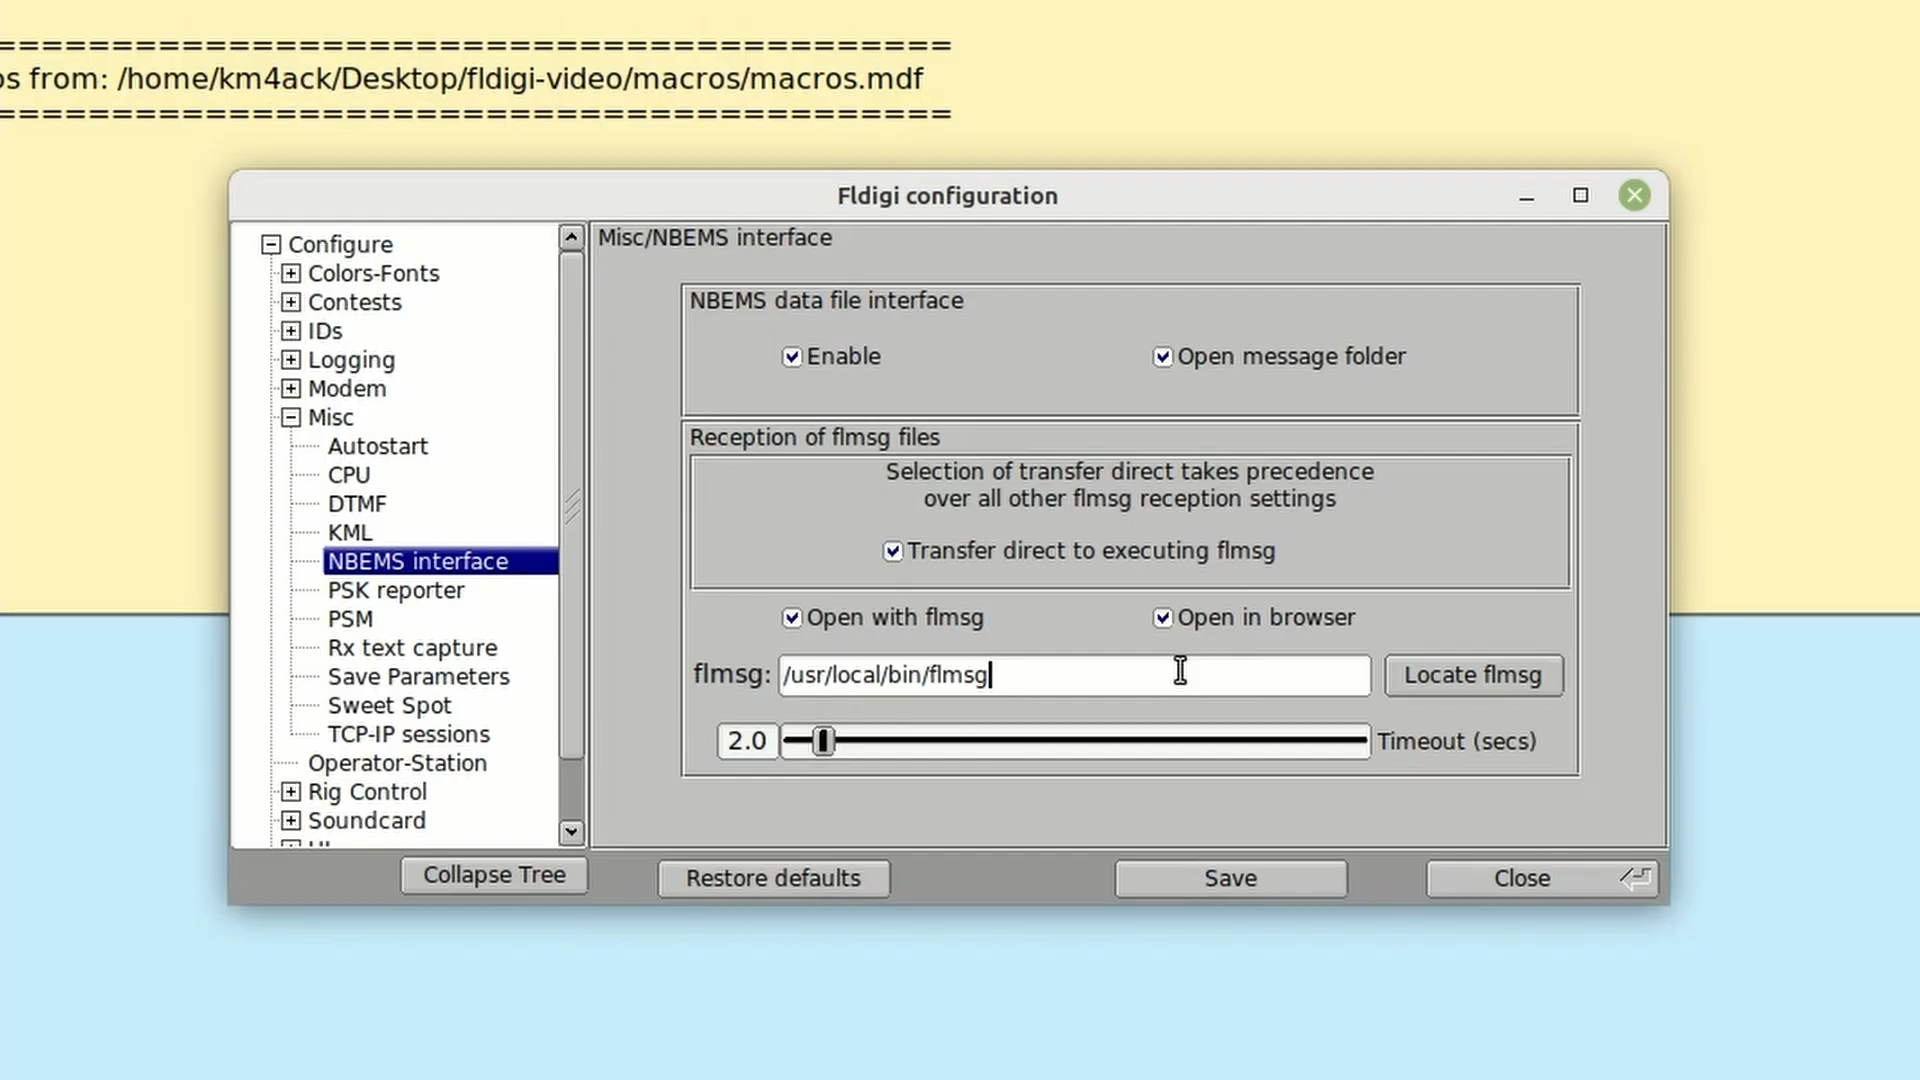 =========================================
os from: /home/km4ack/Desktop/fldigi-video/macros/macros.mdf
=========================================
Fldigi configuration
Configure
Colors-Fonts
Contests
IDs
Logging
Modem
Misc
Autostart
CPU
DTMF
KML
NBEMS interface
PSK reporter
PSM
Rx text capture
Save Parameters
Sweet Spot
TCP-IP sessions
Operator-Station
Rig Control
Soundcard
Misc/NBEMS interface
NBEMS data file interface
Enable
Open message folder
Reception of flmsg files
Selection of transfer direct takes precedence
over all other flmsg reception settings
Transfer direct to executing flmsg
Open with flmsg
Open in browser
flmsg: /usr/local/bin/flmsg
Locate flmsg
2.0
Timeout (secs)
Collapse Tree
Restore defaults
Save
Close